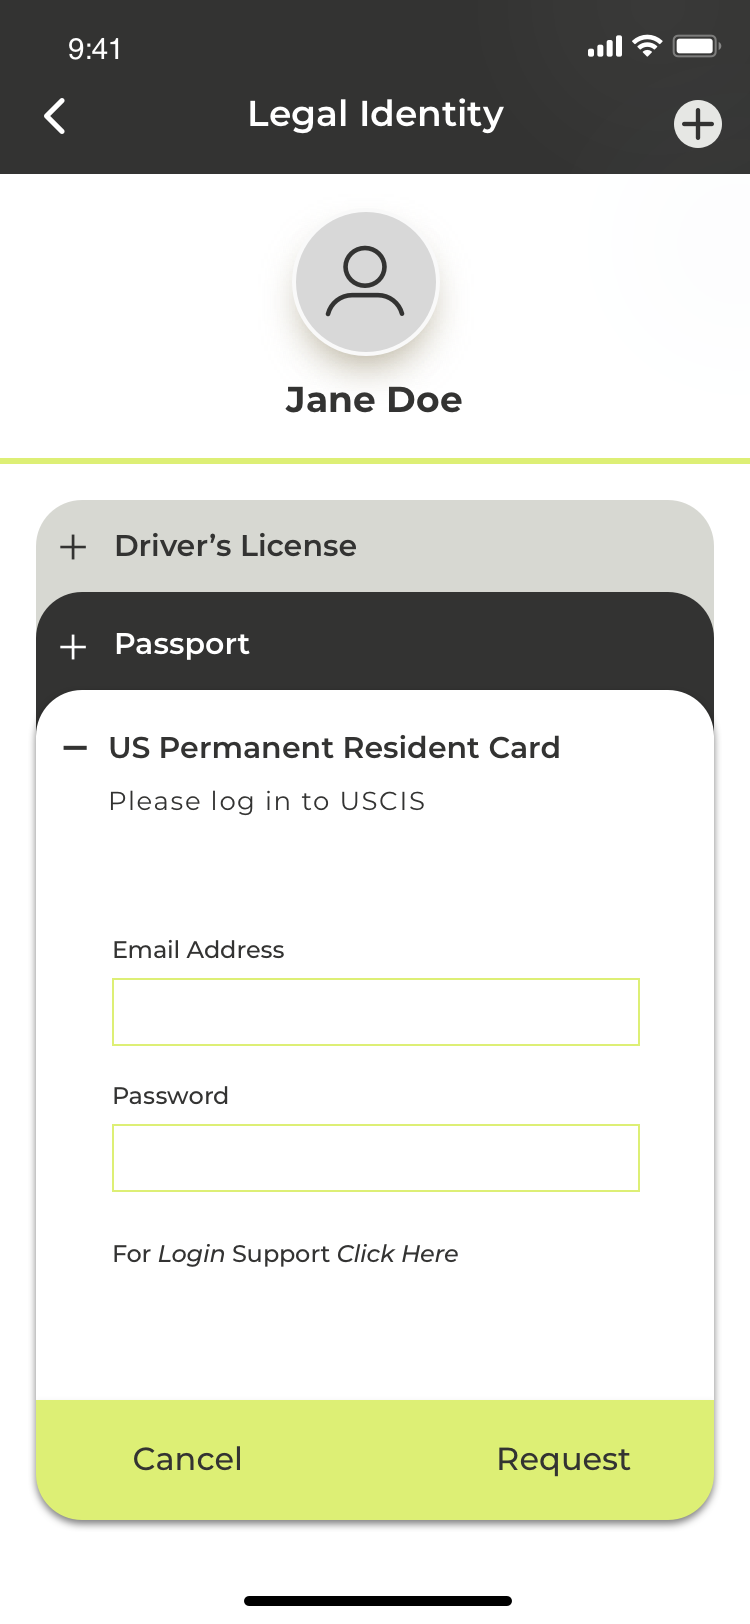 9:41
Legal Identity
Jane Doe
Driver’s License
Passport
US Permanent Resident Card
Please log in to USCIS
Email Address
Password
For Login Support Click Here
Cancel Request